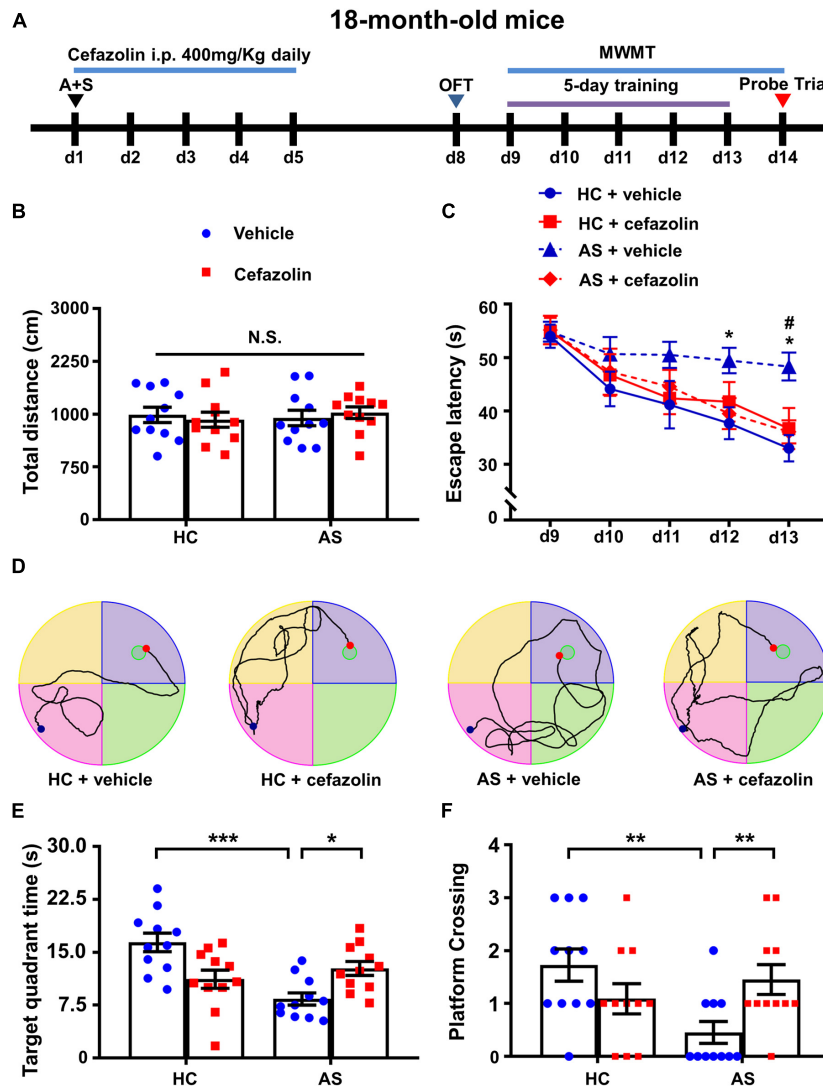 18-month-old mice
A
Cefazolin i.p. 400mg/Kg daily
MWMT
A+S
OFT
5-day training
Probe Trial
d1 d2 d3 d4 d5 d8 d9 d10 d11 d12 d13 d14
B
Vehicle
Cefazolin
Total distance (cm)
3000
2250
1000
750
0
N.S.
HC AS
C
HC + vehicle
HC + cefazolin
AS + vehicle
AS + cefazolin
Escape latency (s)
60
50
40
30
0
*
#
*
d9 d10 d11 d12 d13
D
HC + vehicle
HC + cefazolin
AS + vehicle
AS + cefazolin
E
Target quadrant time (s)
30.0
22.5
15.0
7.5
0
*** *
HC AS
F
Platform Crossing
4
3
2
1
0
** **
HC AS